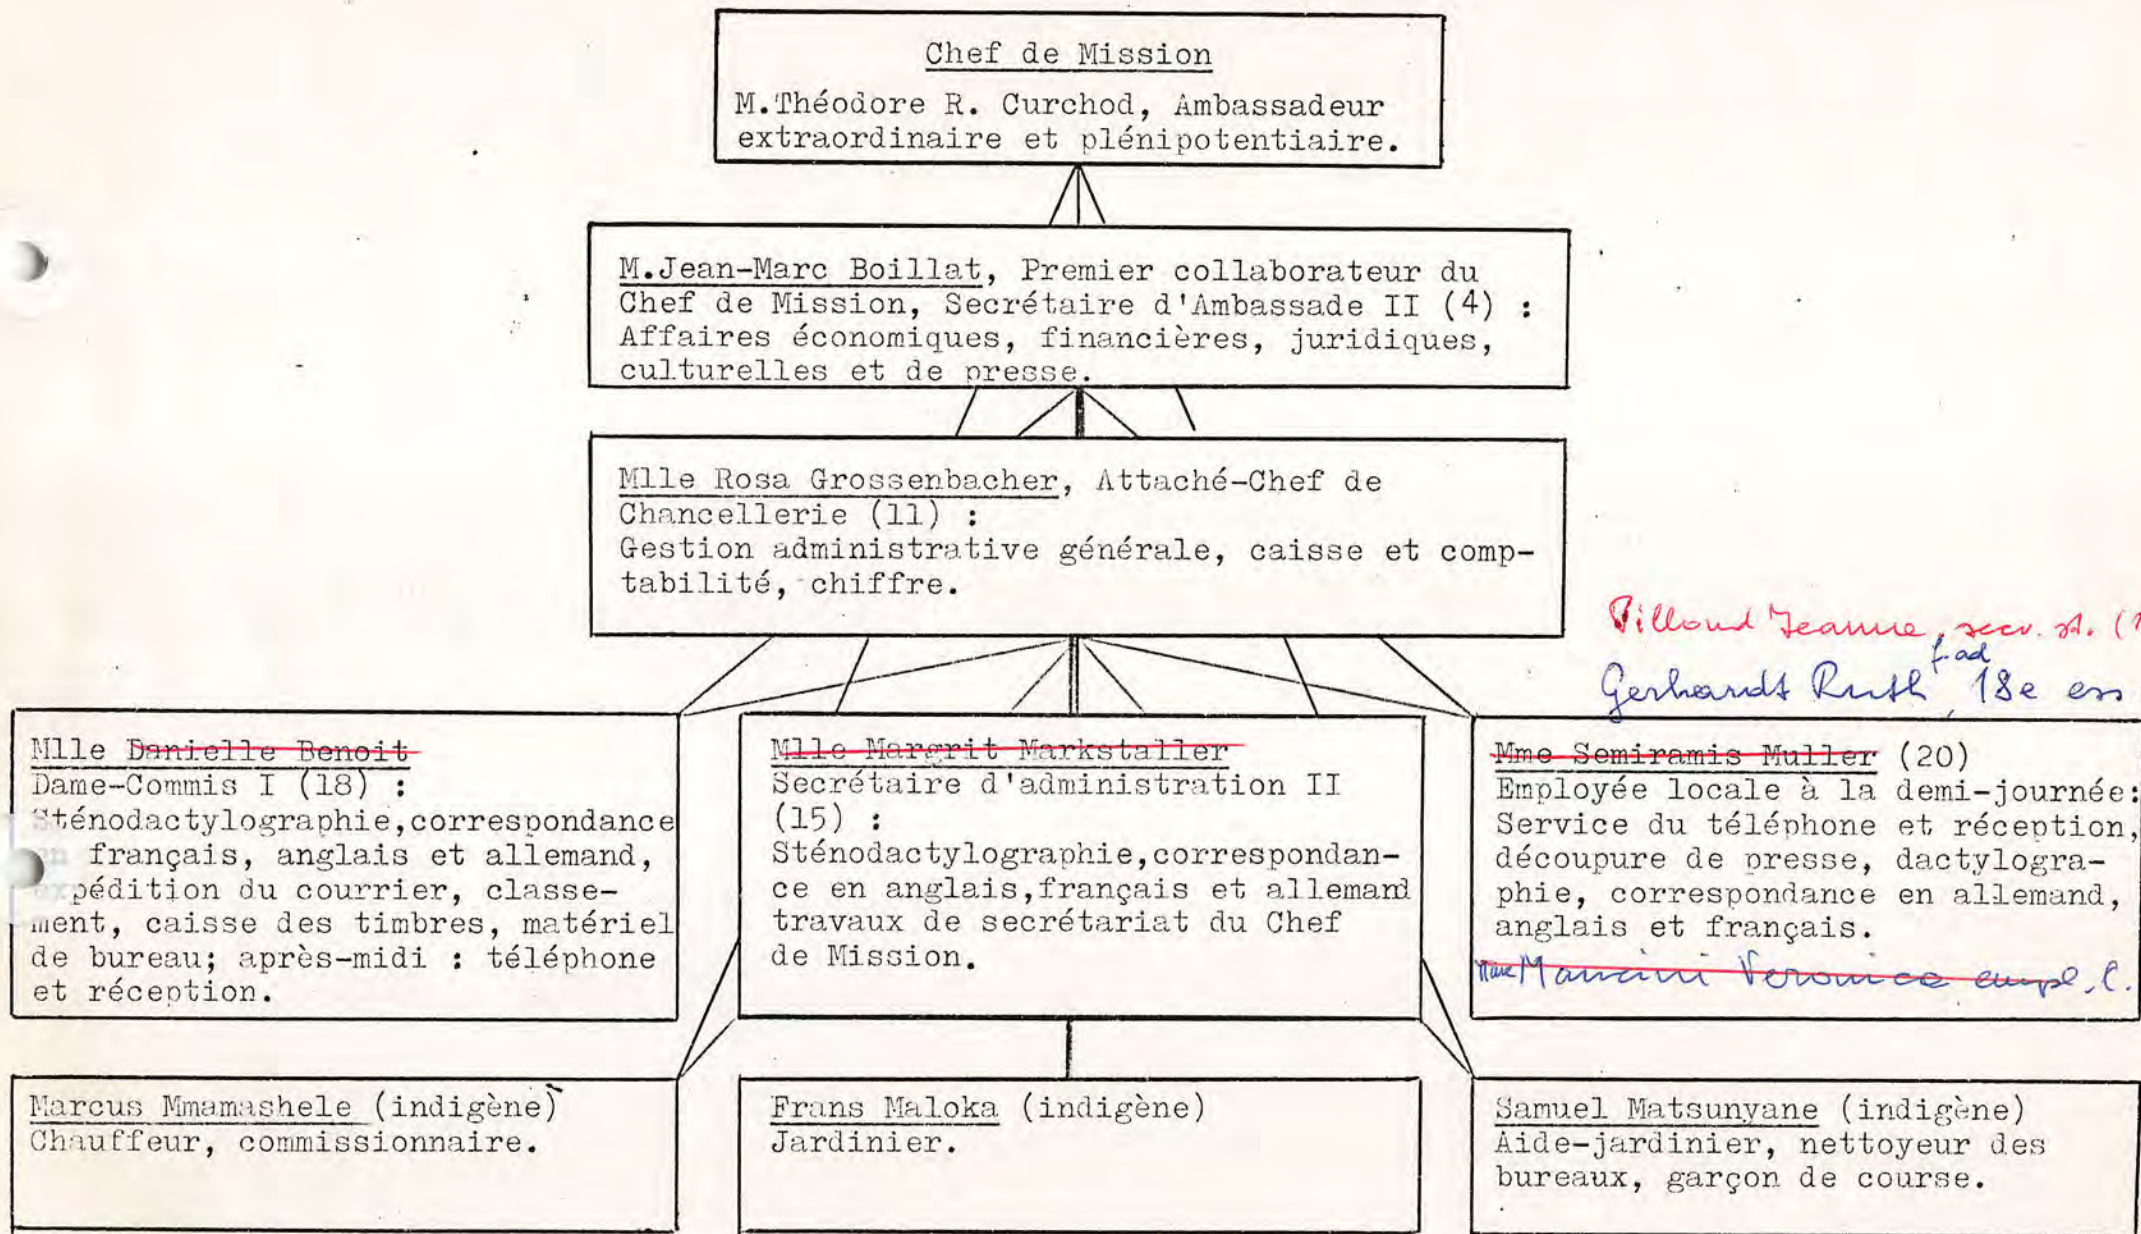 Chef de Mission
M.Théodore R. Curchod, Ambassadeur
extraordinaire et plénipotentiaire.
M.Jean-Marc Boillat, Premier collaborateur du
Chef de Mission, Secrétaire d'Ambassade II (4) :
Affaires économiques, financières, juridiques,
culturelles et de presse.
Mlle Rosa Grossenbacher, Attaché-Chef de
Chancellerie (11) :
Gestion administrative générale, caisse et comp-
tabilité, chiffre.
Pilloud Jeanne, secr. st.
f.ad
Gerhardt Ruth 18e
Mlle Danielle Benoit
Dame-Commis I (18) :
Sténodactylographie,correspondance
en français, anglais et allemand,
expédition du courrier, classe-
ment, caisse des timbres, matériel
de bureau; après-midi : téléphone
et réception.
Mlle Margrit Markstaller
Secrétaire d'administration II
(15) :
Sténodactylographie,correspondan-
ce en anglais,français et allemand
travaux de secrétariat du Chef
de Mission.
Mme Semiramis Muller (20)
Employée locale à la demi-journée:
Service du téléphone et réception,
découpure de presse, dactylogra-
phie, correspondance en allemand,
anglais et français.
Mme Mancini Veronica empl. l.
Marcus Mmamashele (indigène)
Chauffeur, commissionnaire.
Frans Maloka (indigène)
Jardinier.
Samuel Matsunyane (indigène)
Aide-jardinier, nettoyeur des
bureaux, garçon de course.